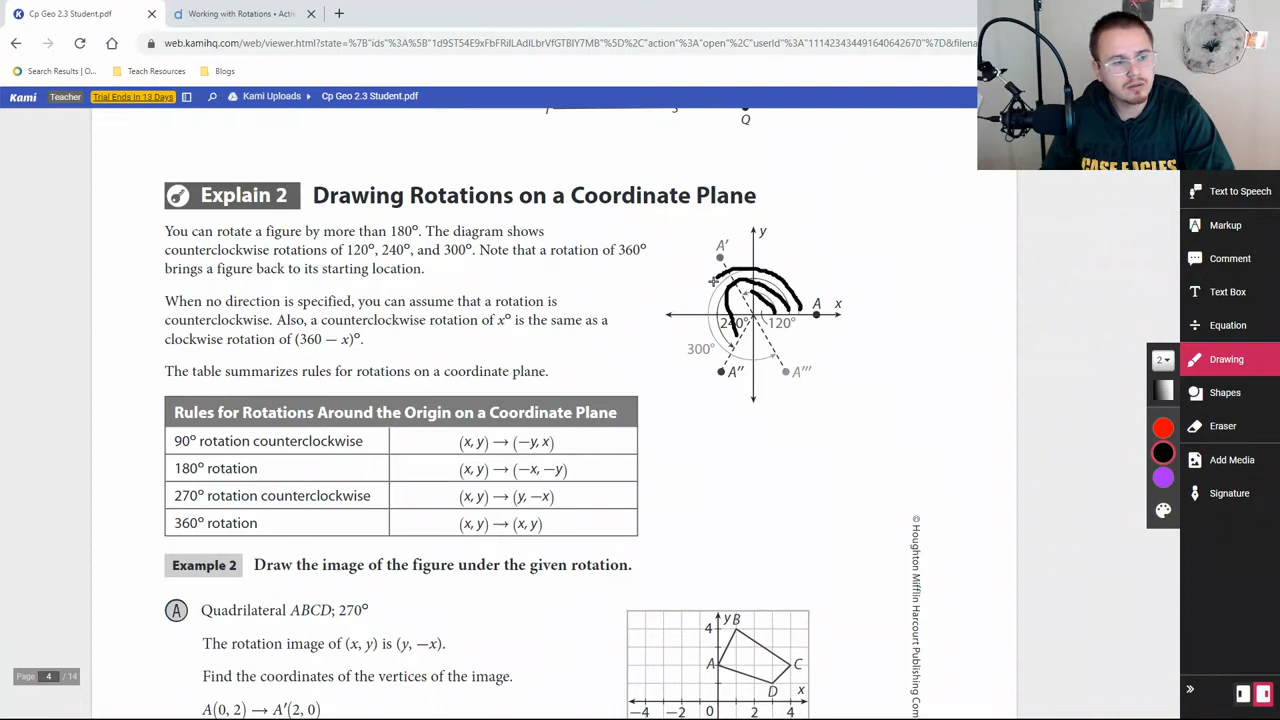 Cp Geo 2.3 Student.pdf
Working with Rotations • Acti
web.kamihq.com/web/viewer.html?state=%7B"ids"%3A%5B"1d9ST54E9xFbFRilLAdILbrVfGTBIY7MB"%5D%2C"action"%3A"open"%2C"userId"%3A"111423434491640642670"%7D&filenam
Search Results | O...
Teach Resources
Blogs
Kami
Teacher
Trial Ends In 13 Days
Kami Uploads
Cp Geo 2.3 Student.pdf
Q
Explain 2
Drawing Rotations on a Coordinate Plane
You can rotate a figure by more than 180°. The diagram shows
counterclockwise rotations of 120°, 240°, and 300°. Note that a rotation of 360°
brings a figure back to its starting location.
When no direction is specified, you can assume that a rotation is
counterclockwise. Also, a counterclockwise rotation of x° is the same as a
clockwise rotation of (360 − x)°.
The table summarizes rules for rotations on a coordinate plane.
y
A′
A
x
240°
120°
300°
A″
A‴
Rules for Rotations Around the Origin on a Coordinate Plane
90° rotation counterclockwise (x, y) → (−y, x)
180° rotation (x, y) → (−x, −y)
270° rotation counterclockwise (x, y) → (y, −x)
360° rotation (x, y) → (x, y)
Example 2
Draw the image of the figure under the given rotation.
A
Quadrilateral ABCD; 270°
The rotation image of (x, y) is (y, −x).
Find the coordinates of the vertices of the image.
A(0, 2) → A′(2, 0)
y
B
4
A
C
D
x
−4 −2 0 2 4
© Houghton Mifflin Harcourt Publishing Com
Page 4 / 14
CASE EAGLES
Text to Speech
Markup
Comment
Text Box
Equation
2
Drawing
Shapes
Eraser
Add Media
Signature